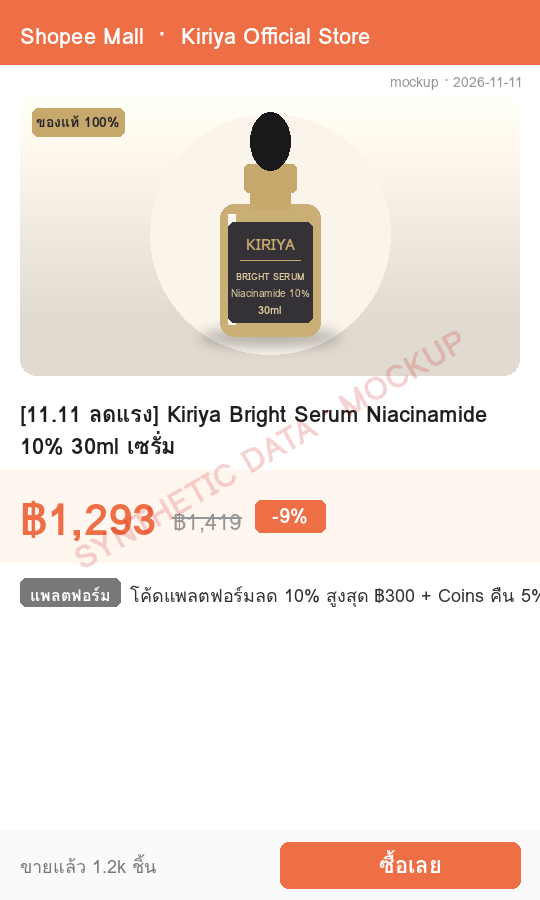 Shopee Mall · Kiriya Official Store
mockup · 2026-11-11
ของแท้ 100%
KIRIYA
BRIGHT SERUM
Niacinamide 10%
30ml
SYNTHETIC DATA · MOCKUP
[11.11 ลดแรง] Kiriya Bright Serum Niacinamide
10% 30ml เซรั่ม
฿1,293 ฿1,419 -9%
แพลตฟอร์ม โค้ดแพลตฟอร์มลด 10% สูงสุด ฿300 + Coins คืน 5%
ขายแล้ว 1.2k ชิ้น
ซื้อเลย